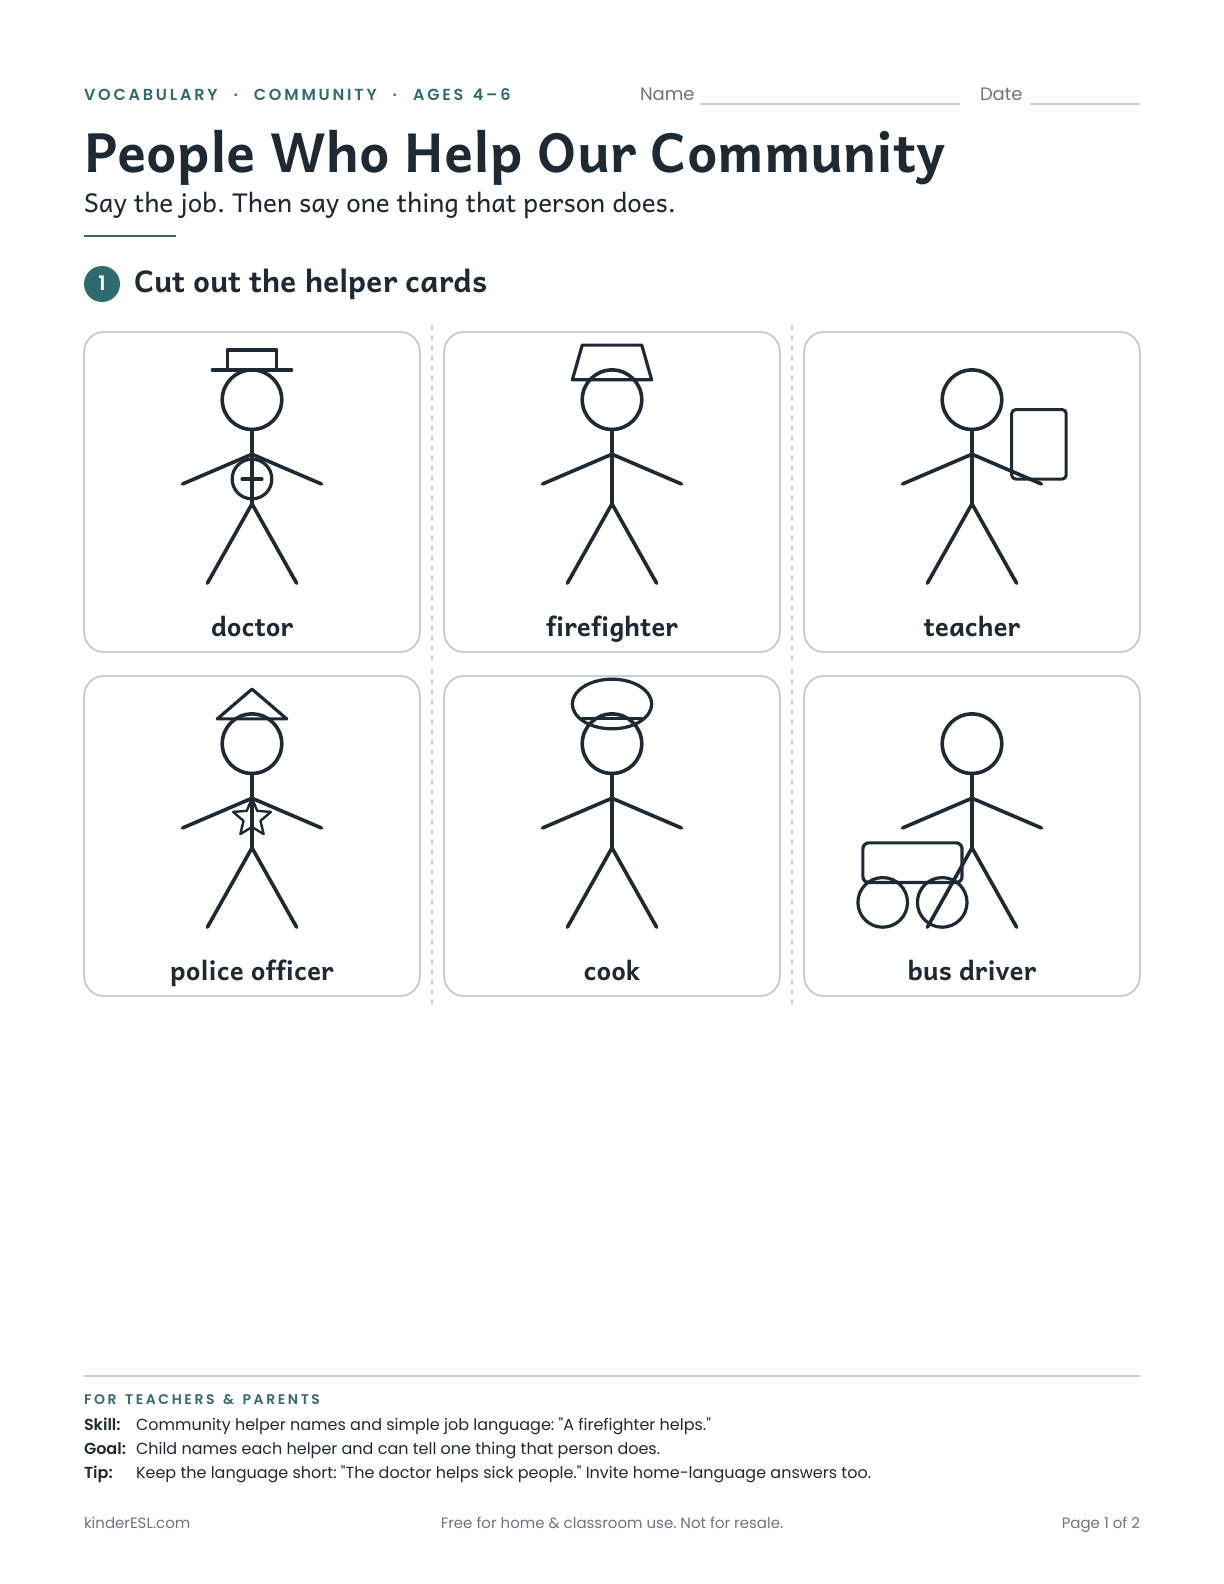 VOCABULARY · COMMUNITY · AGES 4–6
Name
Date
People Who Help Our Community
Say the job. Then say one thing that person does.
1 Cut out the helper cards
doctor
firefighter
teacher
police officer
cook
bus driver
FOR TEACHERS & PARENTS
Skill: Community helper names and simple job language: "A firefighter helps."
Goal: Child names each helper and can tell one thing that person does.
Tip: Keep the language short: "The doctor helps sick people." Invite home-language answers too.
kinderESL.com
Free for home & classroom use. Not for resale.
Page 1 of 2